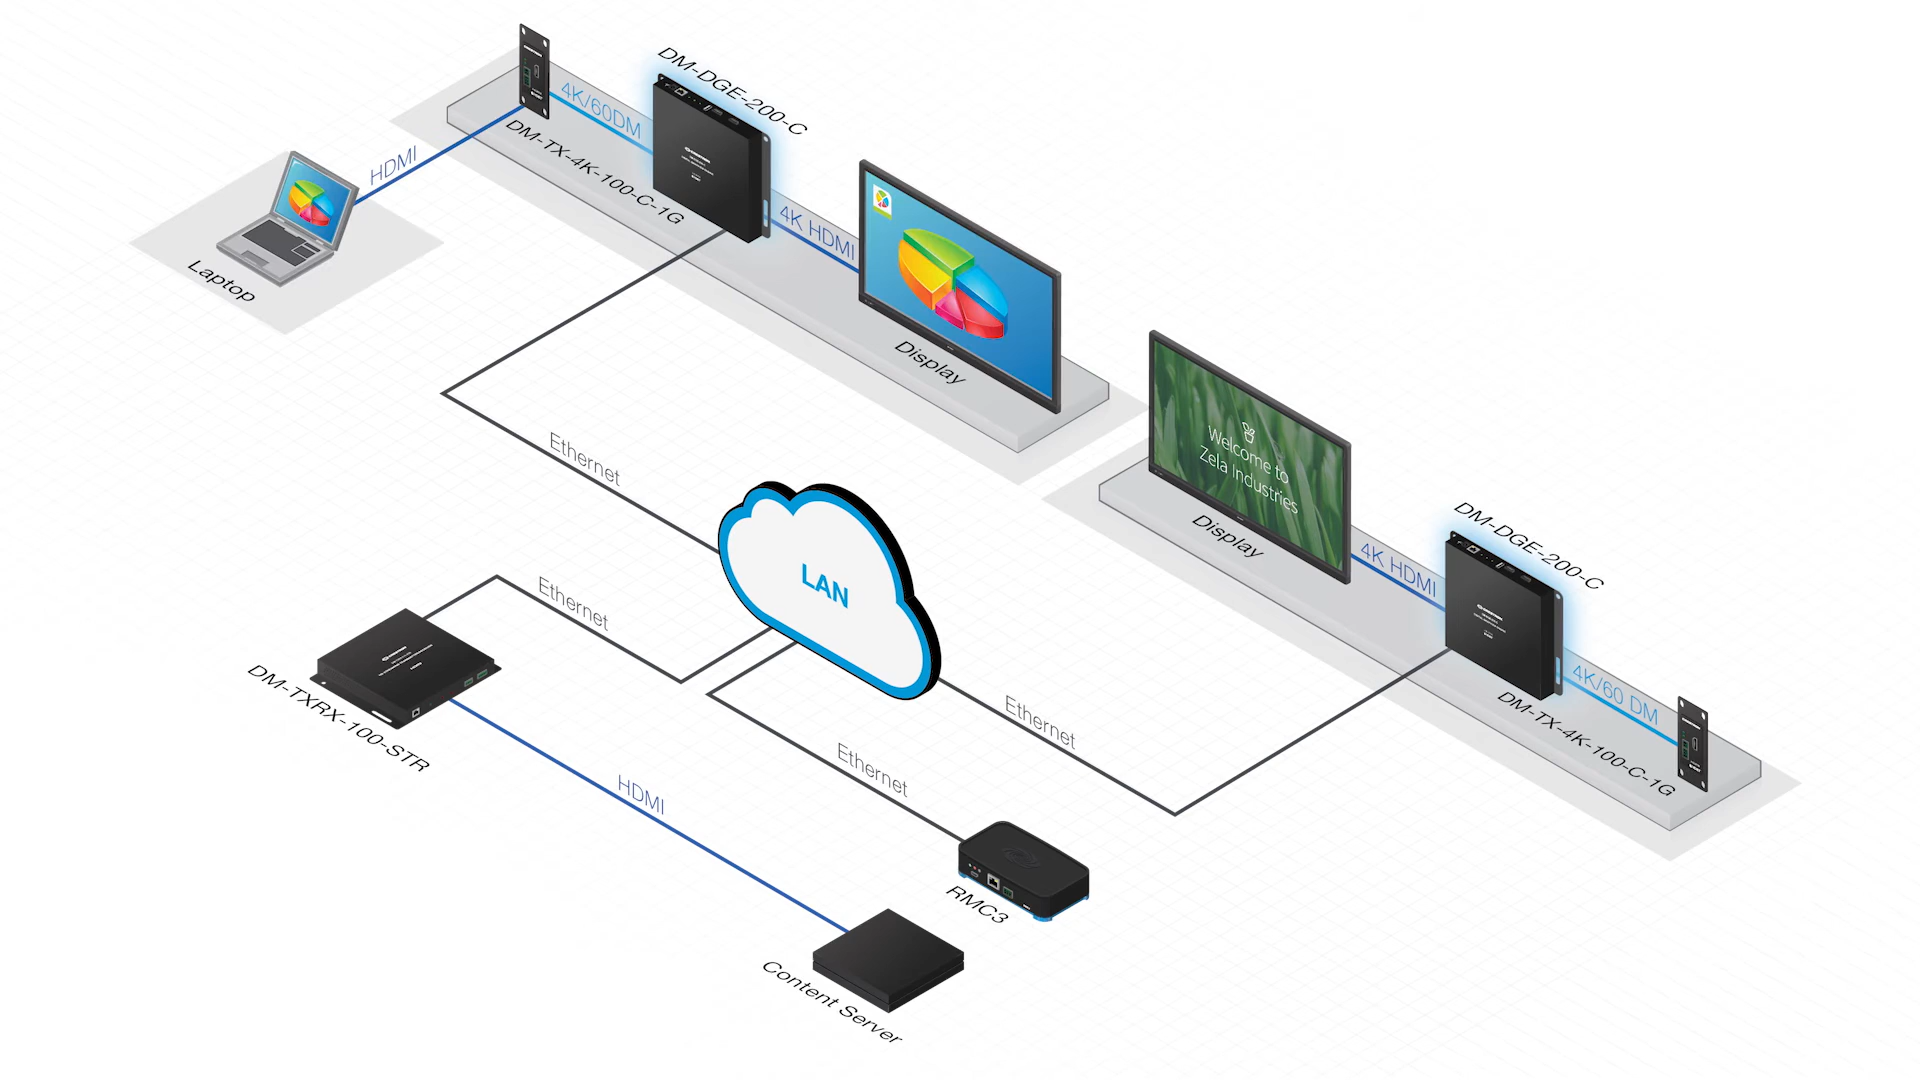 DM-DGE-200-C
4K/60DM
DM-TX-4K-100-C-1G
HDMI
4K HDMI
Laptop
Display
Ethernet
Welcome to
Zela Industries
Display
DM-DGE-200-C
4K HDMI
LAN
Ethernet
4K/60 DM
DM-TX-4K-100-C-1G
DM-TXRX-100-STR
Ethernet
Ethernet
HDMI
RMC3
Content Server